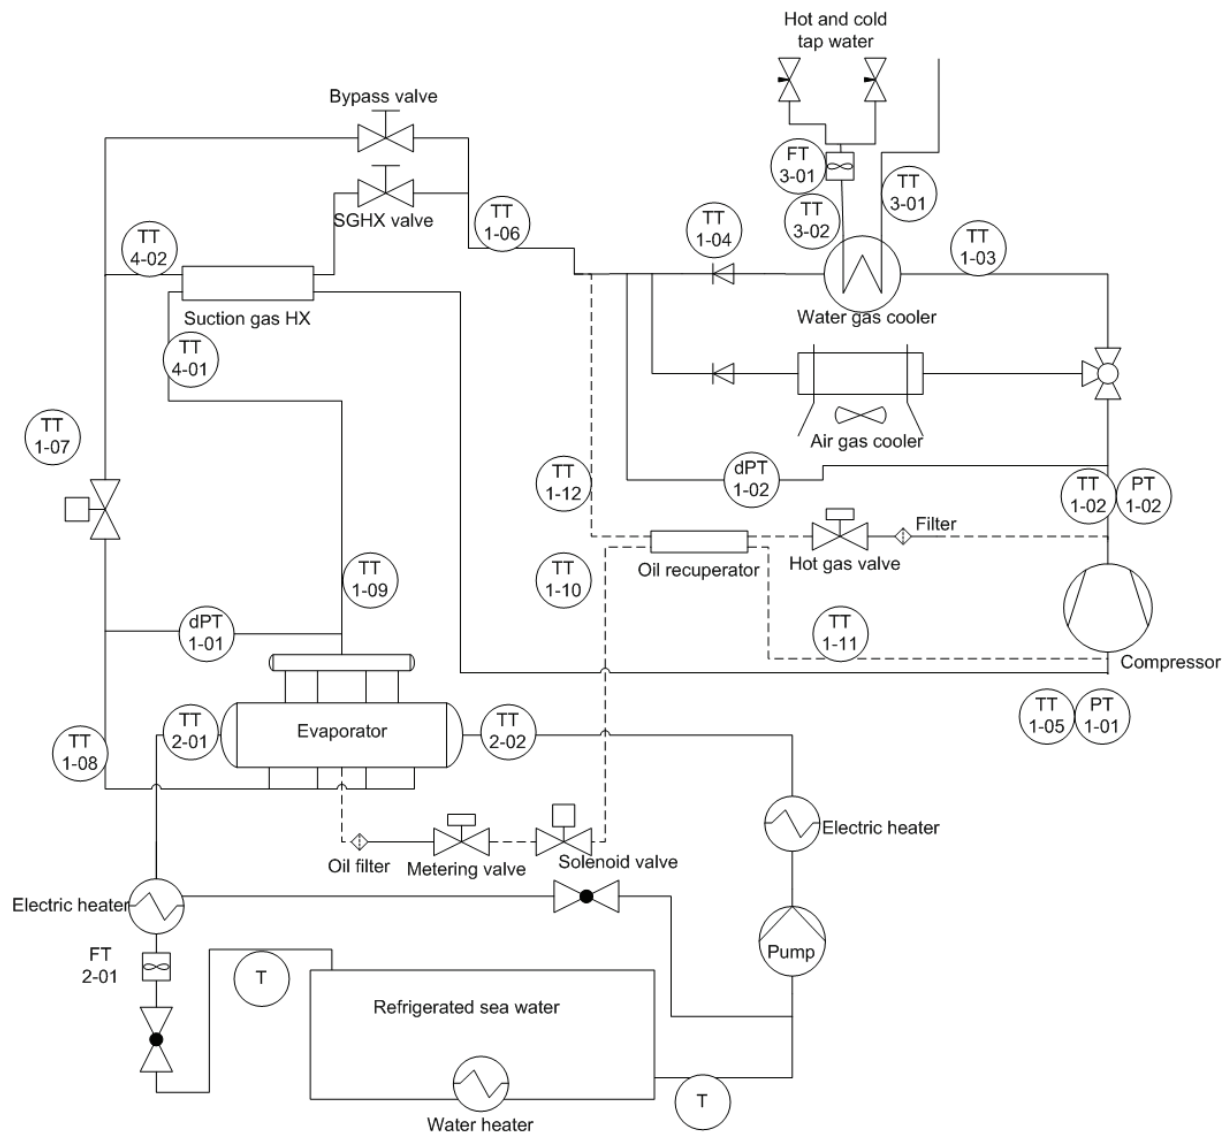 Hot and cold
tap water
Bypass valve
FT
3-01
TT
3-01
TT
3-02
SGHX valve
TT
1-06
TT
1-04
TT
4-02
TT
1-03
Suction gas HX
Water gas cooler
TT
4-01
TT
1-07
Air gas cooler
TT
1-12
dPT
1-02
TT
1-02
PT
1-02
Filter
TT
1-09
TT
1-10
Oil recuperator
Hot gas valve
dPT
1-01
TT
1-11
Compressor
TT
1-08
TT
2-01
Evaporator
TT
2-02
TT
1-05
PT
1-01
Electric heater
Oil filter
Metering valve
Solenoid valve
Electric heater
FT
2-01
Pump
T
Refrigerated sea water
T
Water heater